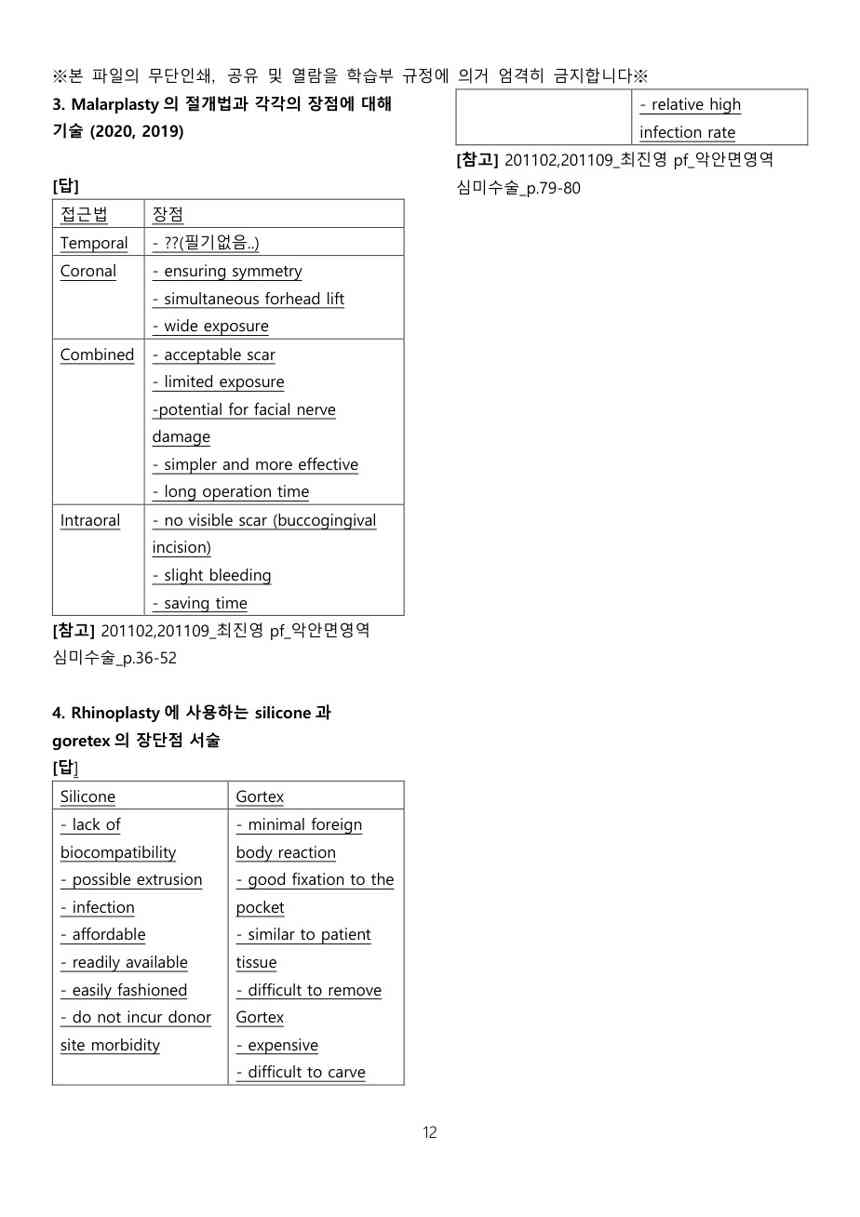 ※본 파일의 무단인쇄, 공유 및 열람을 학습부 규정에 의거 엄격히 금지합니다※
3. Malarplasty 의 절개법과 각각의 장점에 대해
기술 (2020, 2019)
[답]
접근법 장점
Temporal - ??(필기없음..)
Coronal - ensuring symmetry
- simultaneous forhead lift
- wide exposure
Combined - acceptable scar
- limited exposure
-potential for facial nerve
damage
- simpler and more effective
- long operation time
Intraoral - no visible scar (buccogingival
incision)
- slight bleeding
- saving time
[참고] 201102,201109_최진영 pf_악안면영역
심미수술_p.36-52
4. Rhinoplasty 에 사용하는 silicone 과
goretex 의 장단점 서술
[답]
Silicone Gortex
- lack of
biocompatibility
- possible extrusion
- infection
- affordable
- readily available
- easily fashioned
- do not incur donor
site morbidity
- minimal foreign
body reaction
- good fixation to the
pocket
- similar to patient
tissue
- difficult to remove
Gortex
- expensive
- difficult to carve
- relative high
infection rate
[참고] 201102,201109_최진영 pf_악안면영역
심미수술_p.79-80
12